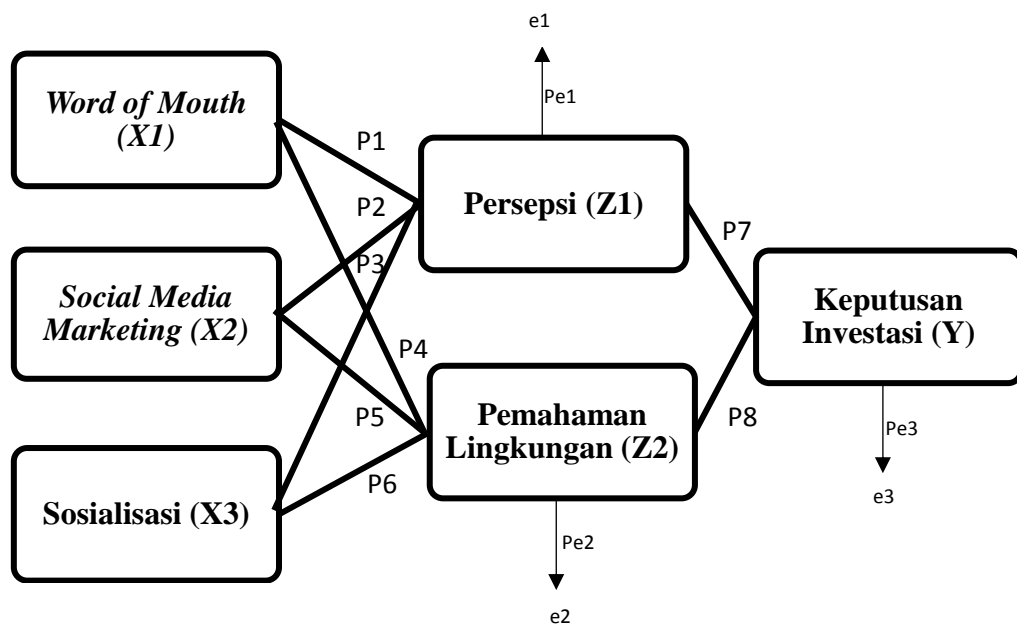 e1
Pe1
Word of Mouth
(X1)
P1
P2
P3
Persepsi (Z1)
P7
Social Media
Marketing (X2)
P4
P5
P6
Keputusan
Investasi (Y)
Pemahaman
Lingkungan (Z2)
P8
Pe3
e3
Sosialisasi (X3)
Pe2
e2